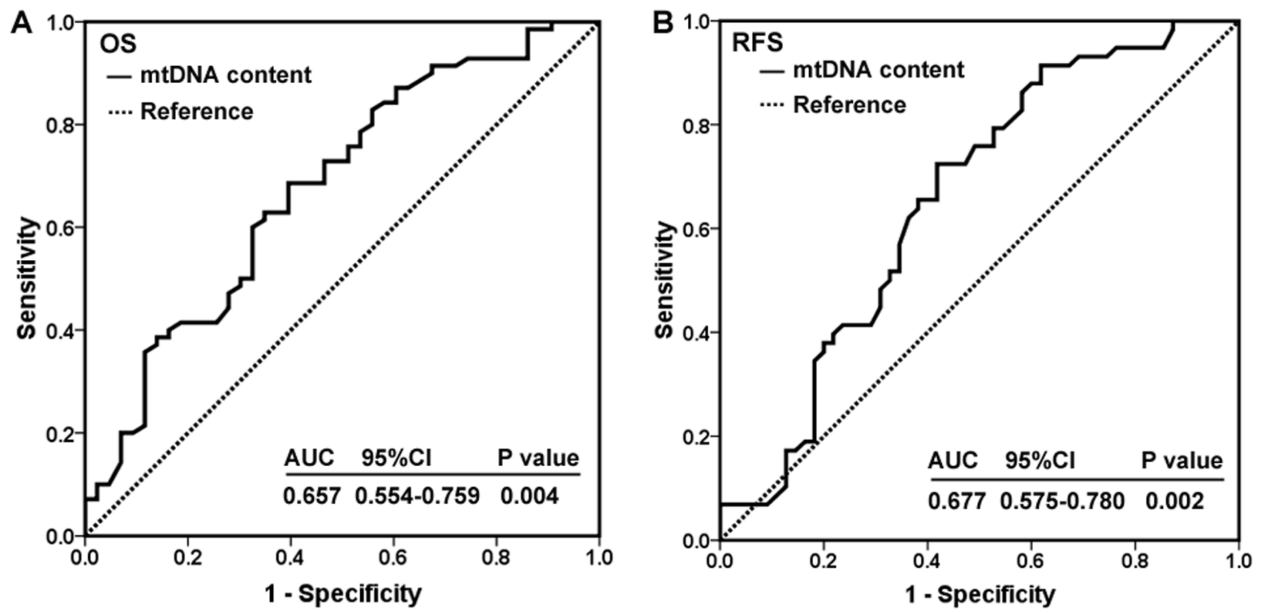 A
OS
mtDNA content
Reference
Sensitivity
1.0
0.8
0.6
0.4
0.2
0.0
0.0 0.2 0.4 0.6 0.8 1.0
1 - Specificity
AUC 95%CI P value
0.657 0.554-0.759 0.004
B
RFS
mtDNA content
Reference
Sensitivity
1.0
0.8
0.6
0.4
0.2
0.0
0.0 0.2 0.4 0.6 0.8 1.0
1 - Specificity
AUC 95%CI P value
0.677 0.575-0.780 0.002